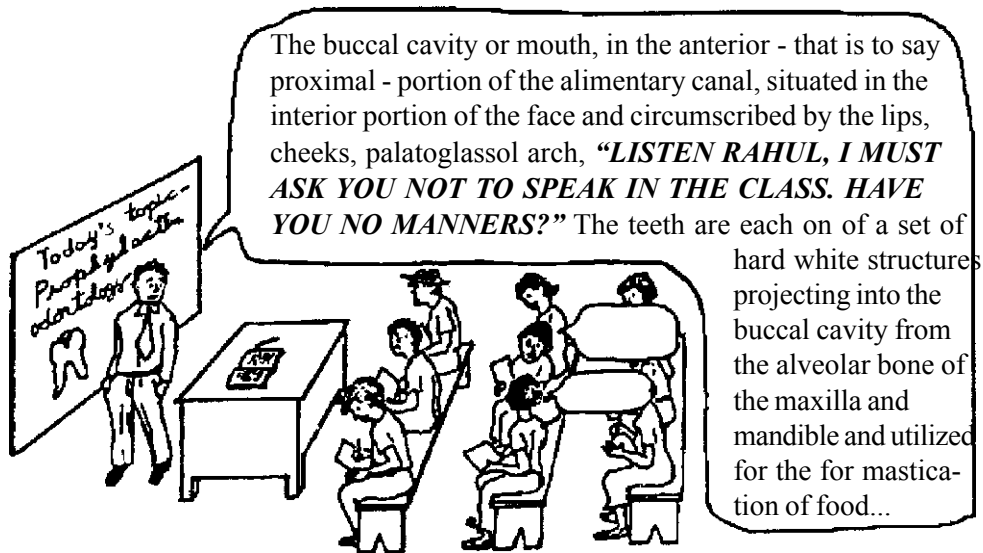 The buccal cavity or mouth, in the anterior - that is to say
proximal - portion of the alimentary canal, situated in the
interior portion of the face and circumscribed by the lips,
cheeks, palatoglassol arch, “LISTEN RAHUL, I MUST
ASK YOU NOT TO SPEAK IN THE CLASS. HAVE
YOU NO MANNERS?” The teeth are each on of a set of
hard white structures
projecting into the
buccal cavity from
the alveolar bone of
the maxilla and
mandible and utilized
for the for mastica-
tion of food...
Today's topic-